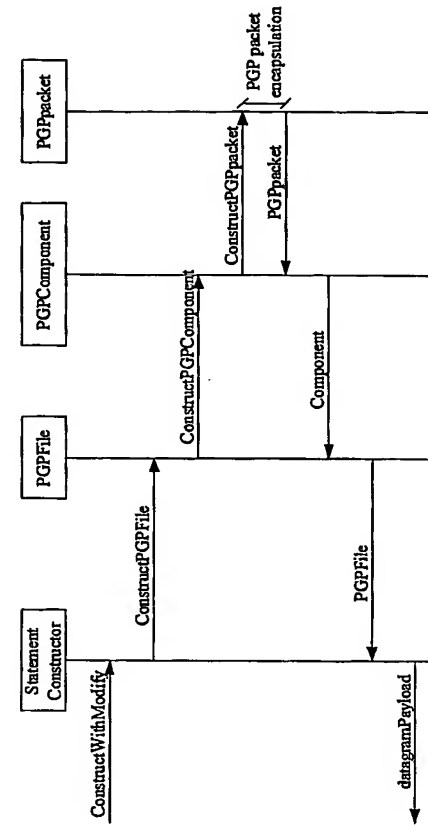 Statement
Constructor
PGPFile
PGPComponent
PGPpacket
ConstructWithModify
ConstructPGPFile
ConstructPGPComponent
ConstructPGPpacket
PGP packet
encapsulation
PGPpacket
Component
PGPFile
datagramPayload